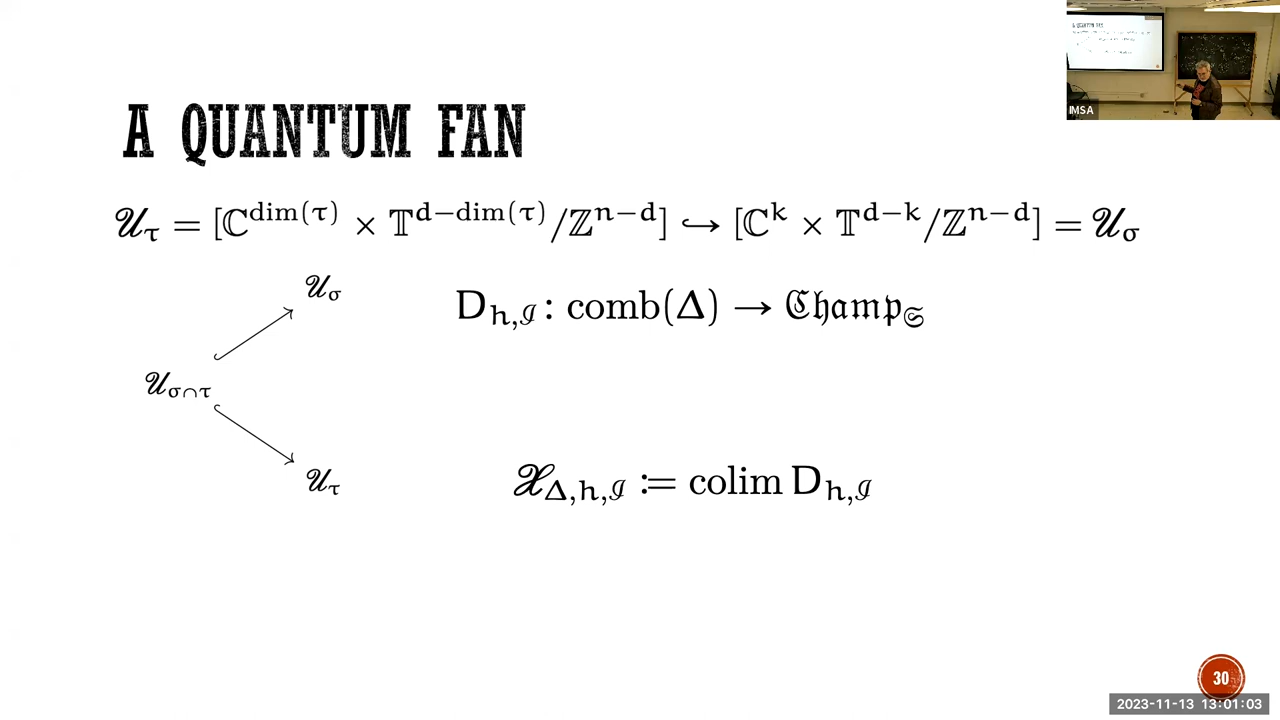 A QUANTUM FAN
𝒰_τ = [ℂ^{dim(τ)} × 𝕋^{d−dim(τ)}/ℤ^{n−d}] ↪ [ℂ^k × 𝕋^{d−k}/ℤ^{n−d}] = 𝒰_σ
𝒰_σ
D_{h,ℐ} : comb(Δ) → ℭ𝔥𝔞𝔪𝔭_𝔖
𝒰_{σ∩τ}
𝒰_τ
𝒳_{Δ,h,ℐ} ≔ colim D_{h,ℐ}
IMSA
30
2023-11-13 13:01:03